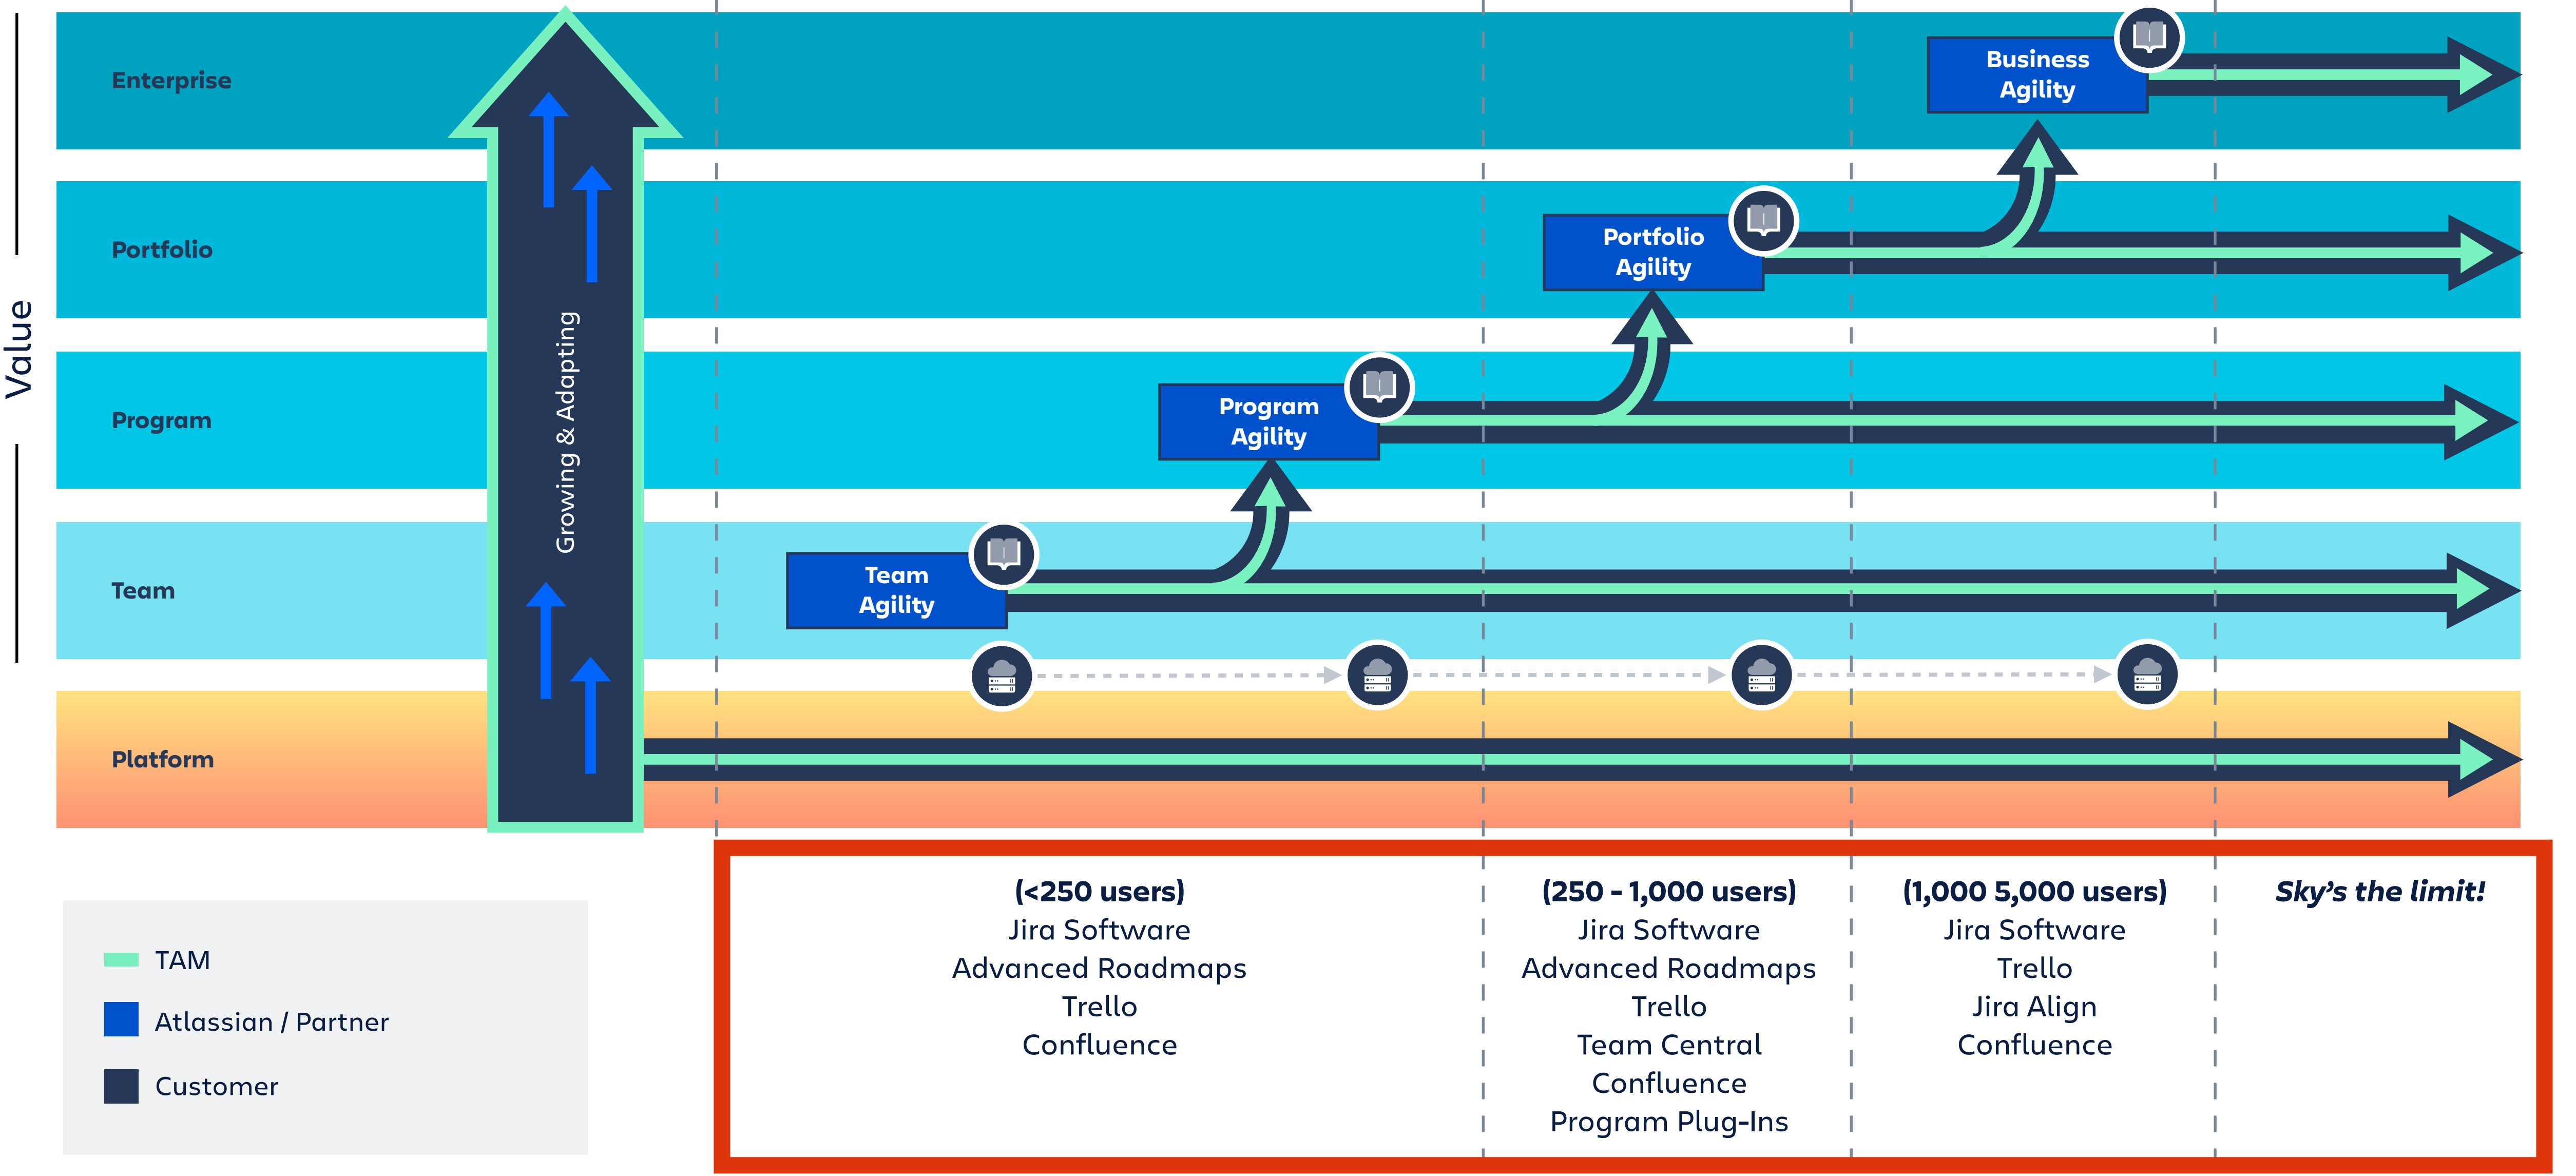 Value
Enterprise
Portfolio
Program
Team
Platform
Growing & Adapting
Business
Agility
Portfolio
Agility
Program
Agility
Team
Agility
TAM
Atlassian / Partner
Customer
(<250 users)
Jira Software
Advanced Roadmaps
Trello
Confluence
(250 - 1,000 users)
Jira Software
Advanced Roadmaps
Trello
Team Central
Confluence
Program Plug-Ins
(1,000 5,000 users)
Jira Software
Trello
Jira Align
Confluence
Sky's the limit!